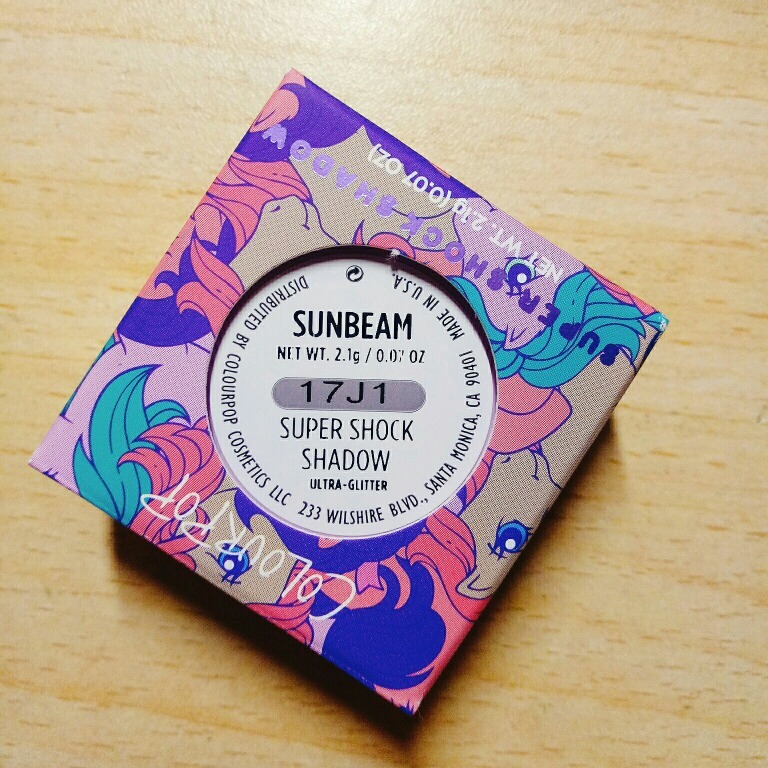 SUPER SHOCK SHADOW
NET WT. 2.1g (0.07 OZ)
SUNBEAM
NET WT. 2.1g / 0.07 OZ
17J1
SUPER SHOCK
SHADOW
ULTRA-GLITTER
DISTRIBUTED BY COLOURPOP COSMETICS LLC 233 WILSHIRE BLVD., SANTA MONICA, CA 90401 MADE IN U.S.A.
COLOURPOP